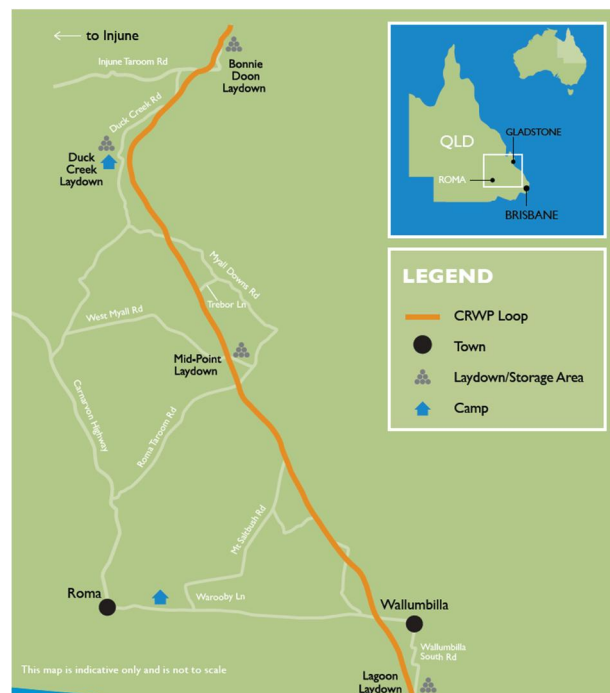 to Injune
Injune Taroom Rd
Bonnie
Doon
Laydown
Duck Creek Rd
Duck
Creek
Laydown
Myall Downs Rd
Trebor Ln
West Myall Rd
Mid-Point
Laydown
Carnarvon Highway
Roma Taroom Rd
Mt Saltbush Rd
Roma
Warooby Ln
Wallumbilla
Wallumbilla
South Rd
Lagoon
Laydown
This map is indicative only and is not to scale
QLD
GLADSTONE
ROMA
BRISBANE
LEGEND
CRWP Loop
Town
Laydown/Storage Area
Camp